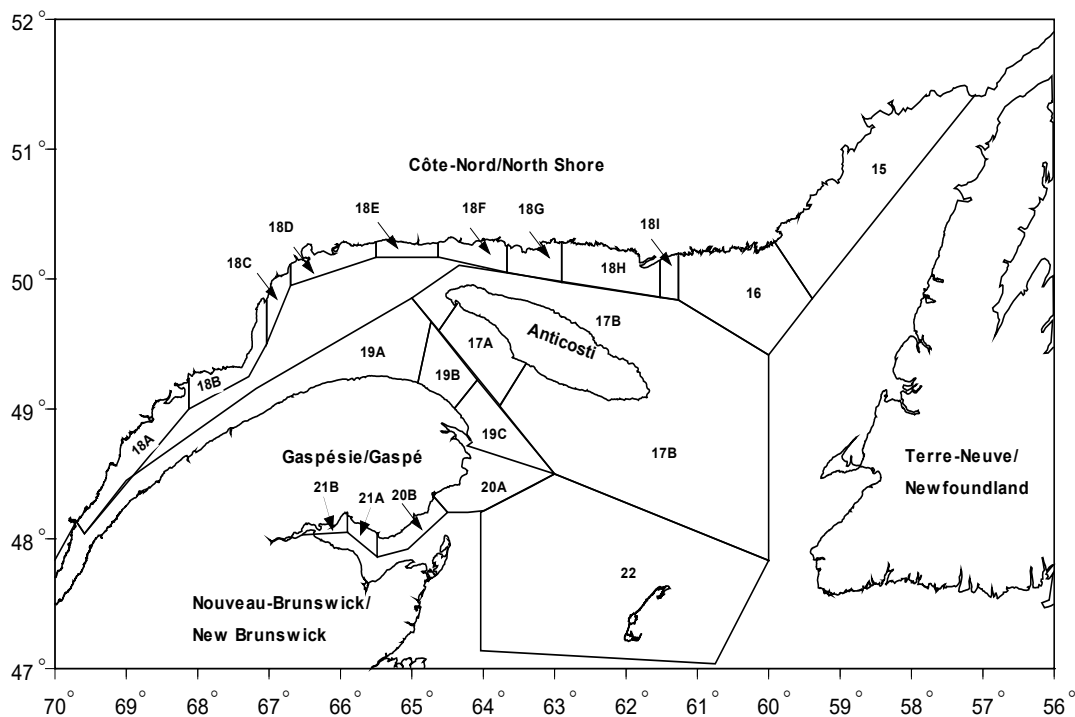 52°
51°
Côte-Nord/North Shore
15
18E
18F
18G
18D
18I
18C
18H
50°
16
17B
Anticosti
17A
19A
19B
18B
49°
18A
19C
17B
Gaspésie/Gaspé
Terre-Neuve/
Newfoundland
20A
21B
21A
20B
48°
22
Nouveau-Brunswick/
New Brunswick
47°
70° 69° 68° 67° 66° 65° 64° 63° 62° 61° 60° 59° 58° 57° 56°